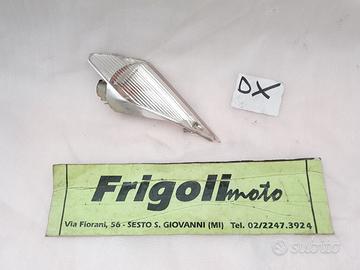 DX
Frigolimoto
Via Fiorani, 56 - SESTO S. GIOVANNI (MI) Tel. 02/2247.3924
subito